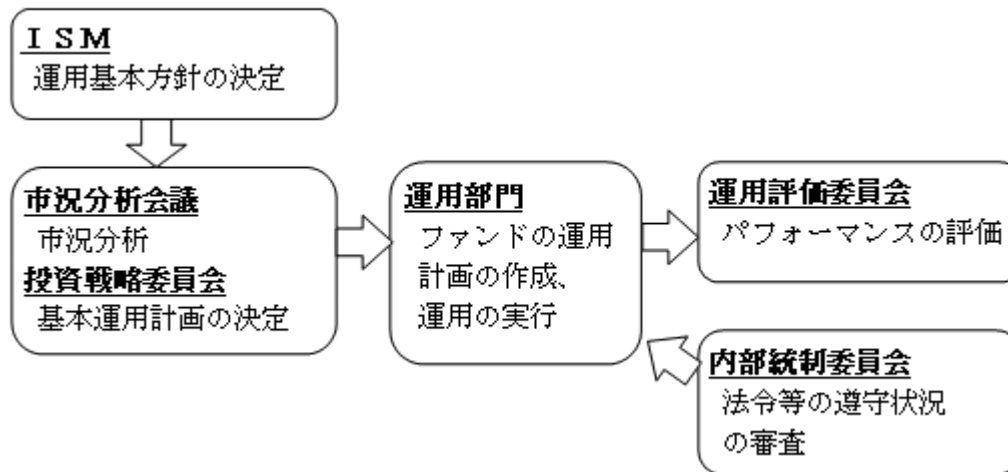 ＩＳＭ
運用基本方針の決定
市況分析会議
市況分析
投資戦略委員会
基本運用計画の決定
運用部門
ファンドの運用
計画の作成、
運用の実行
運用評価委員会
パフォーマンスの評価
内部統制委員会
法令等の遵守状況
の審査